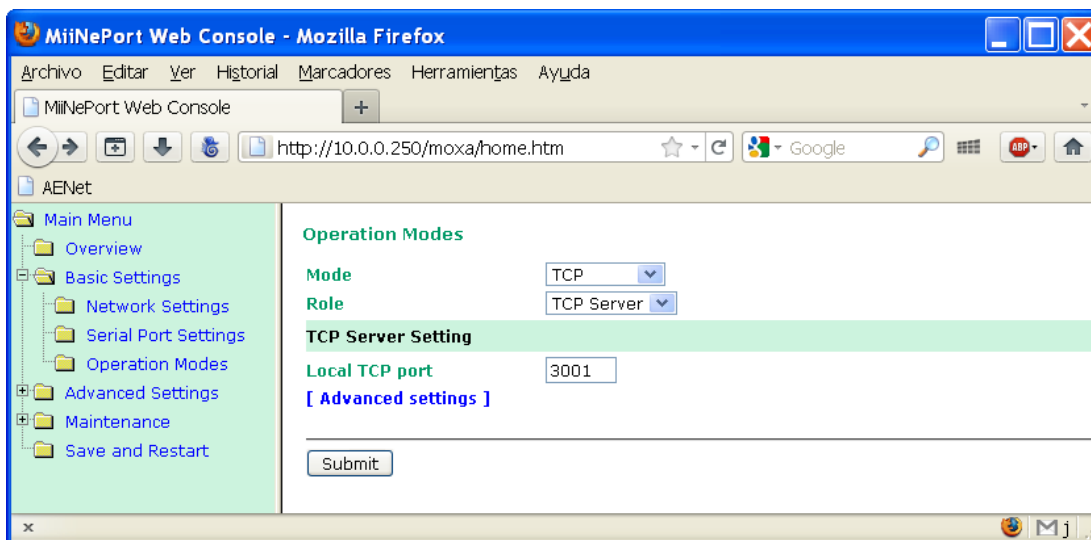 MiiNePort Web Console - Mozilla Firefox
Archivo Editar Ver Historial Marcadores Herramientas Ayuda
MiiNePort Web Console +
http://10.0.0.250/moxa/home.htm Google ABP
AENet
Main Menu
Overview
Basic Settings
Network Settings
Serial Port Settings
Operation Modes
Advanced Settings
Maintenance
Save and Restart
Operation Modes
Mode TCP
Role TCP Server
TCP Server Setting
Local TCP port 3001
[ Advanced settings ]
Submit
x j